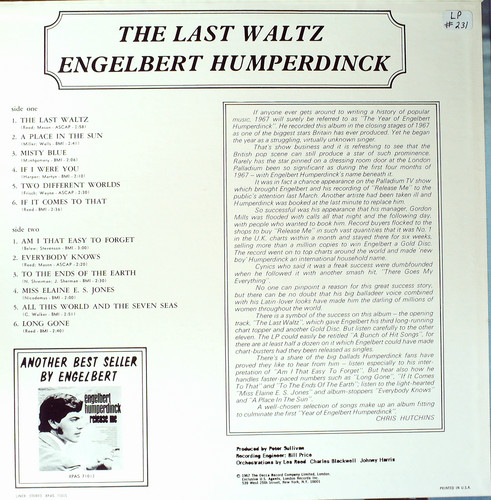 THE LAST WALTZ
ENGELBERT HUMPERDINCK
LP
# 231
side one
1. THE LAST WALTZ
(Reed, Mason - ASCAP - 2:56)
2. A PLACE IN THE SUN
(Miller, Wells - BMI - 2:41)
3. MISTY BLUE
(Montgomery - BMI - 2:06)
4. IF I WERE YOU
5. TWO DIFFERENT WORLDS
6. IF IT COMES TO THAT
(Reed - BMI - 2:36)
side two
1. AM I THAT EASY TO FORGET
(Belew, Stevenson - BMI - 3:00)
2. EVERYBODY KNOWS
(Reed, Mason - ASCAP - 2:20)
3. TO THE ENDS OF THE EARTH
(N. Sherman, J. Sherman - BMI - 2:30)
4. MISS ELAINE E. S. JONES
(Nicodemus - BMI - 2:00)
5. ALL THIS WORLD AND THE SEVEN SEAS
(G. Walker - BMI - 2:21)
6. LONG GONE
(Reed - BMI - 2:40)
ANOTHER BEST SELLER
BY ENGELBERT
engelbert
humperdinck
release me
If anyone ever gets around to writing a history of popular
music, 1967 will surely be referred to as "The Year of Engelbert
Humperdinck". He recorded this album in the closing stages of 1967
as one of the biggest stars Britain has ever produced. Yet he began
the year as a struggling, virtually unknown singer.
That's show business and it is refreshing to see that the
British pop scene can still produce a star of such prominence.
Rarely has the star pinned on a dressing room door at the London
Palladium been so significant as during the first four months of
1967 – with Engelbert Humperdinck's name beneath it.
It was in fact a chance appearance on the Palladium TV show
which brought Engelbert and his recording of "Release Me" to the
public's attention last March. Another artiste had been taken ill and
Humperdinck was booked at the last minute to replace him.
So successful was his appearance that his manager, Gordon
Mills was flooded with calls all that night and the following day,
with people who wanted to book him. Record buyers flocked to the
shops to buy "Release Me" in such vast quantities that it was No. 1
in the U.K. charts within a month and stayed there for six weeks,
selling more than a million copies to win Engelbert a Gold Disc.
The record went on to top charts around the world and made 'new
boy' Humperdinck an international household name.
Cynics who said it was a freak success were dumbfounded
when he followed it with another smash hit, "There Goes My
Everything".
No one can pinpoint a reason for this great success story,
but there can be no doubt that his big balladeer voice combined
with his Latin-lover looks have made him the darling of millions of
women throughout the world.
There is a symbol of the success on this album – the opening
track, "The Last Waltz", which give Engelbert his third long-running
chart topper and another Gold Disc. But listen carefully to the other
eleven. The LP could easily be retitled "A Bunch of Hit Songs", for
there are at least half a dozen on it which Engelbert could have made
chart-busters had they been released as singles.
There's a share of the big ballads Humperdinck fans have
proved they like to hear from him – listen especially to his inter-
pretation of "Am I That Easy To Forget". But hear also how he
handles faster-paced numbers such as "Long Gone", "If It Comes
To That" and "To The Ends Of The Earth"; listen to the light-hearted
"Miss Elaine E. S. Jones" and album-stoppers "Everybody Knows"
and "A Place In The Sun".
A well-chosen selection of songs make up an album fitting
to culminate the first "Year of Engelbert Humperdinck".
CHRIS HUTCHINS
Produced by Peter Sullivan
Recording Engineer: Bill Price
Orchestrations by Les Reed Charles Blackwell Johnny Harris
© 1967 The Decca Record Company Limited, London.
Exclusive U.S. Agents, London Records Inc.
539 West 25th Street, New York, N.Y. 10001
PRINTED IN U.S.A.